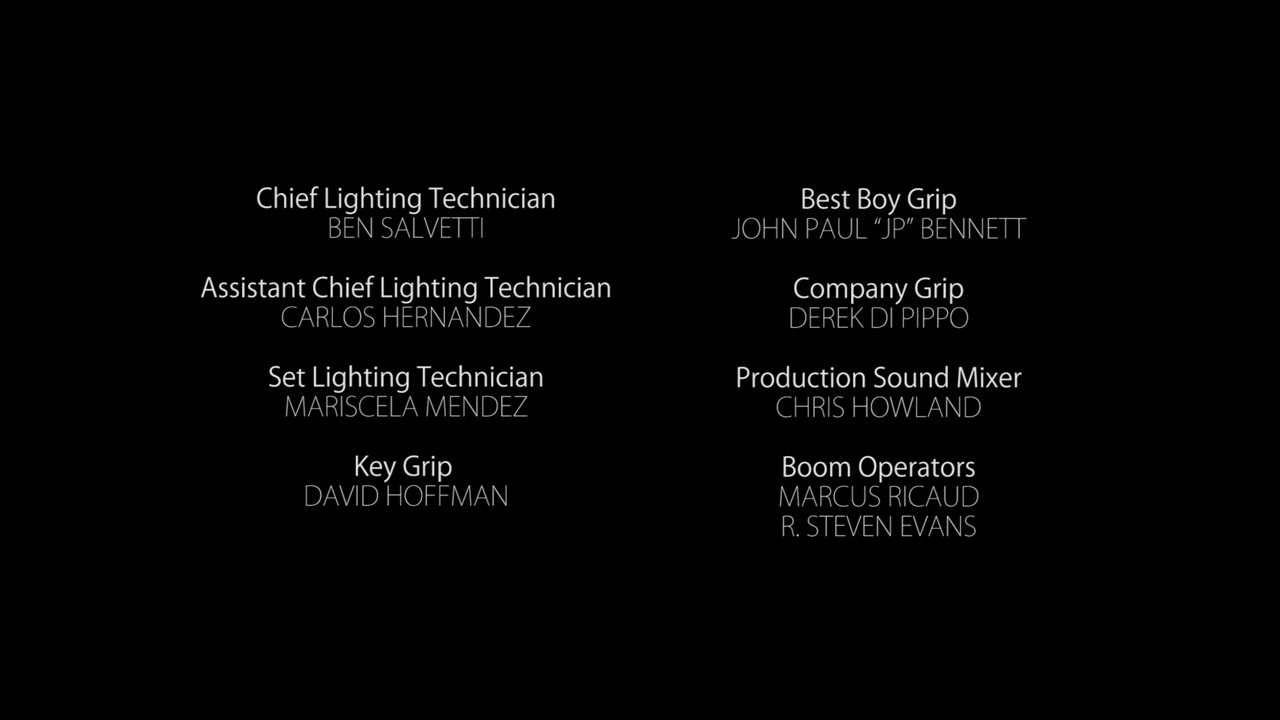 Chief Lighting Technician
BEN SALVETTI
Assistant Chief Lighting Technician
CARLOS HERNANDEZ
Set Lighting Technician
MARISCELA MENDEZ
Key Grip
DAVID HOFFMAN
Best Boy Grip
JOHN PAUL “JP” BENNETT
Company Grip
DEREK DI PIPPO
Production Sound Mixer
CHRIS HOWLAND
Boom Operators
MARCUS RICAUD
R. STEVEN EVANS